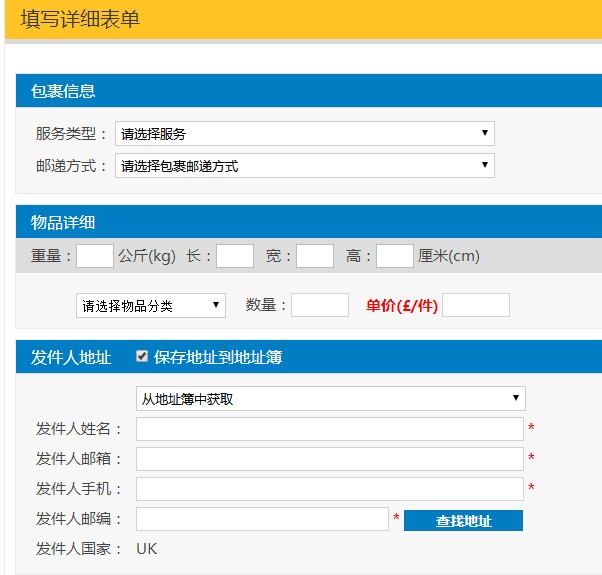 填写详细表单
包裹信息
服务类型： 请选择服务
邮递方式： 请选择包裹邮递方式
物品详细
重量： 公斤(kg) 长： 宽： 高： 厘米(cm)
请选择物品分类 数量： 单价(£/件)
发件人地址 保存地址到地址簿
从地址簿中获取
发件人姓名： *
发件人邮箱： *
发件人手机： *
发件人邮编： * 查找地址
发件人国家： UK